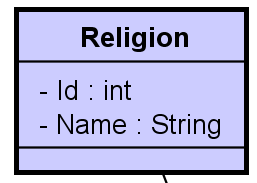 Religion
- Id : int
- Name : String